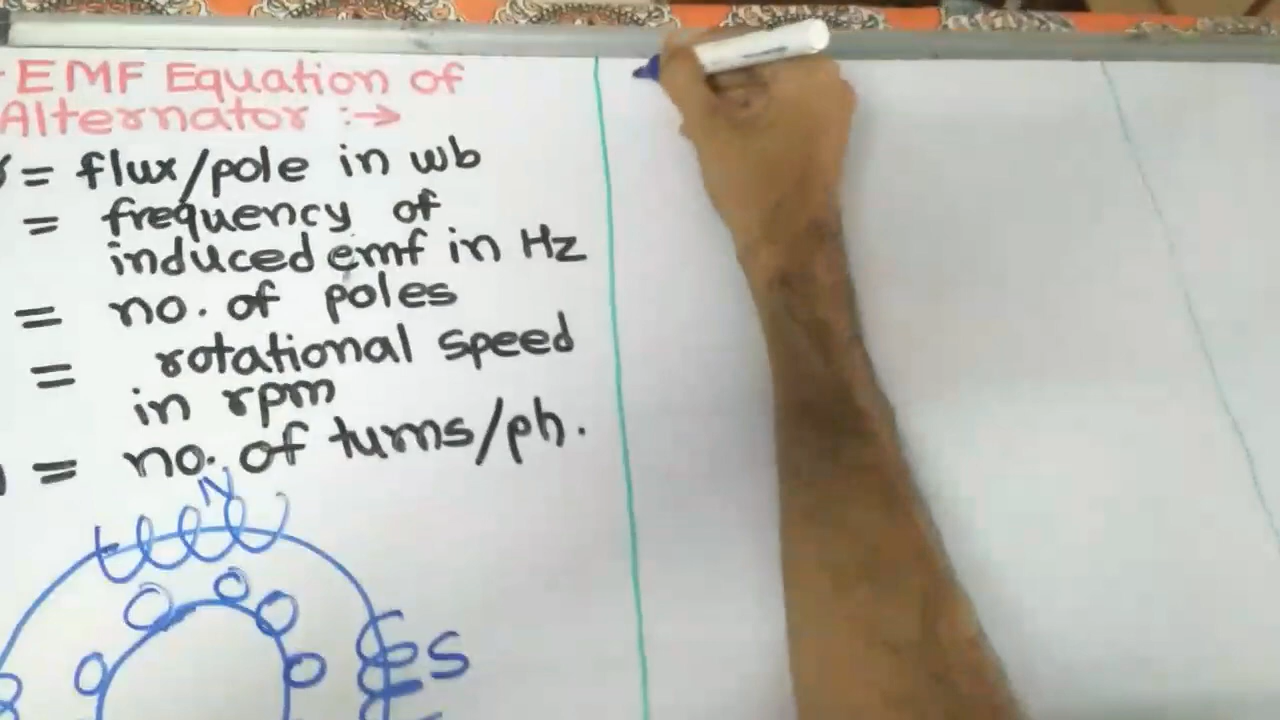 EMF Equation of
Alternator :→
= flux/pole in wb
= frequency of
induced emf in Hz
= no. of poles
= rotational speed
in rpm
= no. of turns/ph.
N
S